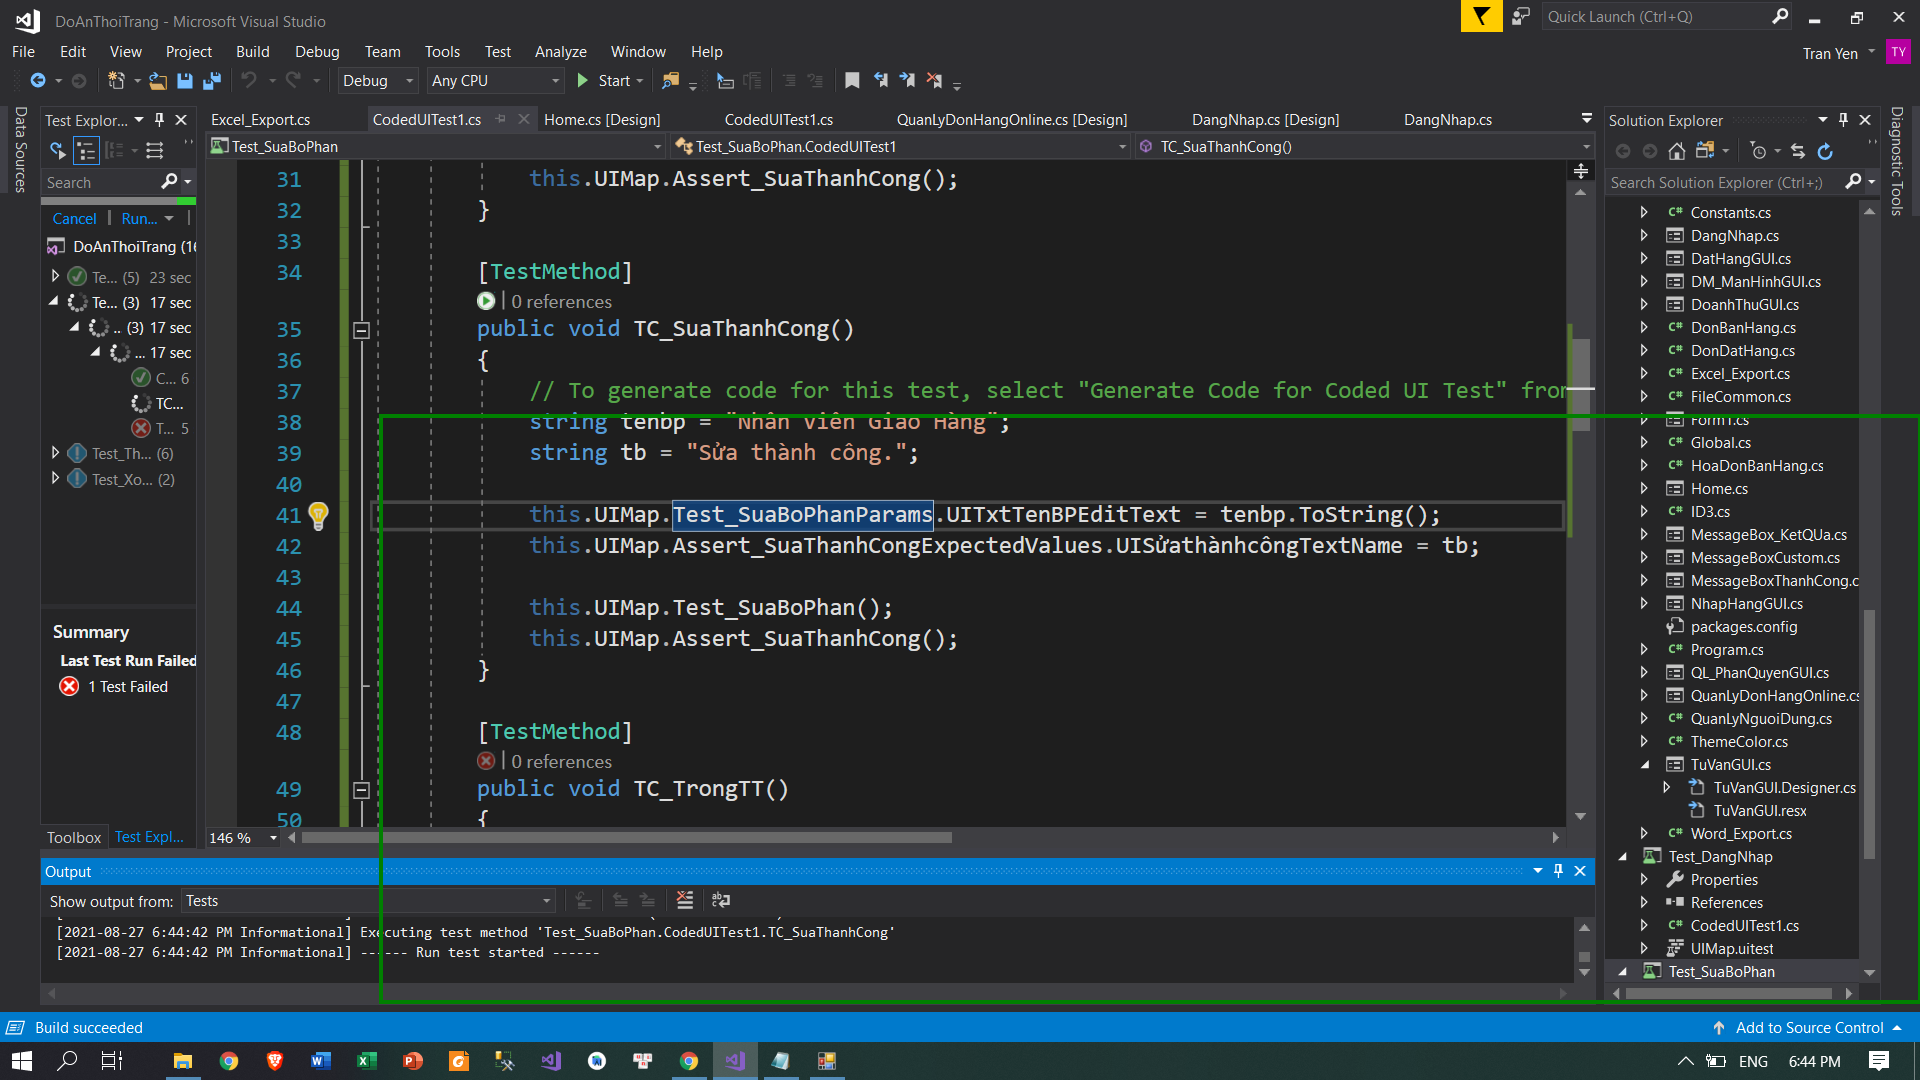 DoAnThoiTrang - Microsoft Visual Studio
Quick Launch (Ctrl+Q)
File Edit View Project Build Debug Team Tools Test Analyze Window Help
Tran Yen
TY
Debug
Any CPU
Start
Data Sources
Test Explor...
Search
Cancel
Run...
DoAnThoiTrang (16
Te... (5) 23 sec
Te... (3) 17 sec
.. (3) 17 sec
... 17 sec
C... 6
TC...
T... 5
Test_Th... (6)
Test_Xo... (2)
Summary
Last Test Run Failed
1 Test Failed
Toolbox
Test Expl...
Excel_Export.cs
CodedUITest1.cs
Home.cs [Design]
CodedUITest1.cs
QuanLyDonHangOnline.cs [Design]
DangNhap.cs [Design]
DangNhap.cs
Test_SuaBoPhan
Test_SuaBoPhan.CodedUITest1
TC_SuaThanhCong()
31 this.UIMap.Assert_SuaThanhCong();
32 }
33
34 [TestMethod]
0 references
35 public void TC_SuaThanhCong()
36 {
37 // To generate code for this test, select "Generate Code for Coded UI Test" from
38 string tenbp = "Nhân viên Giao Hàng";
39 string tb = "Sửa thành công.";
40
41 this.UIMap.Test_SuaBoPhanParams.UITxtTenBPEditText = tenbp.ToString();
42 this.UIMap.Assert_SuaThanhCongExpectedValues.UISửathànhcôngTextName = tb;
43
44 this.UIMap.Test_SuaBoPhan();
45 this.UIMap.Assert_SuaThanhCong();
46 }
47
48 [TestMethod]
0 references
49 public void TC_TrongTT()
50 {
146 %
Output
Show output from: Tests
[2021-08-27 6:44:42 PM Informational] Executing test method 'Test_SuaBoPhan.CodedUITest1.TC_SuaThanhCong'
[2021-08-27 6:44:42 PM Informational] ------ Run test started ------
Solution Explorer
Search Solution Explorer (Ctrl+;)
Constants.cs
DangNhap.cs
DatHangGUI.cs
DM_ManHinhGUI.cs
DoanhThuGUI.cs
DonBanHang.cs
DonDatHang.cs
Excel_Export.cs
FileCommon.cs
Form1.cs
Global.cs
HoaDonBanHang.cs
Home.cs
ID3.cs
MessageBox_KetQUa.cs
MessageBoxCustom.cs
MessageBoxThanhCong.c
NhapHangGUI.cs
packages.config
Program.cs
QL_PhanQuyenGUI.cs
QuanLyDonHangOnline.cs
QuanLyNguoiDung.cs
ThemeColor.cs
TuVanGUI.cs
TuVanGUI.Designer.cs
TuVanGUI.resx
Word_Export.cs
Test_DangNhap
Properties
References
CodedUITest1.cs
UIMap.uitest
Test_SuaBoPhan
Diagnostic Tools
Build succeeded
Add to Source Control
ENG
6:44 PM